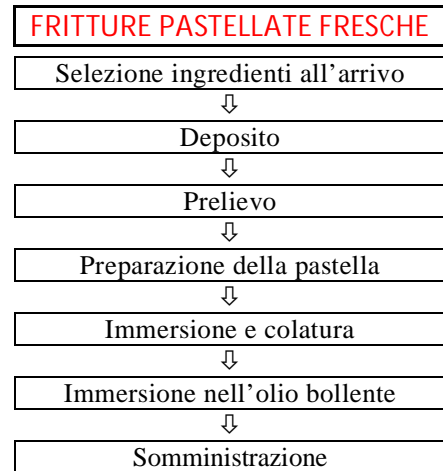 FRITTURE PASTELLATE FRESCHE
Selezione ingredienti all'arrivo
⇩
Deposito
⇩
Prelievo
⇩
Preparazione della pastella
⇩
Immersione e colatura
⇩
Immersione nell'olio bollente
⇩
Somministrazione